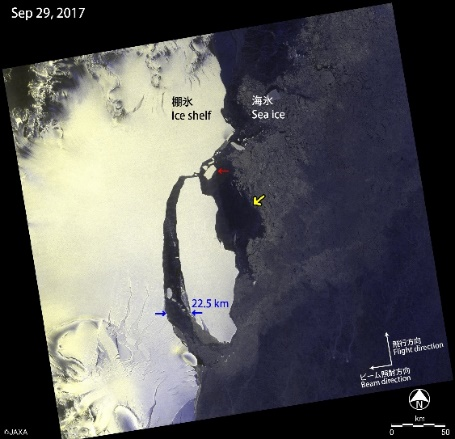 Sep 29, 2017
棚氷
Ice shelf
海氷
Sea ice
22.5 km
飛行方向
Flight direction
ビーム照射方向
Beam direction
N
km
0 50
©JAXA